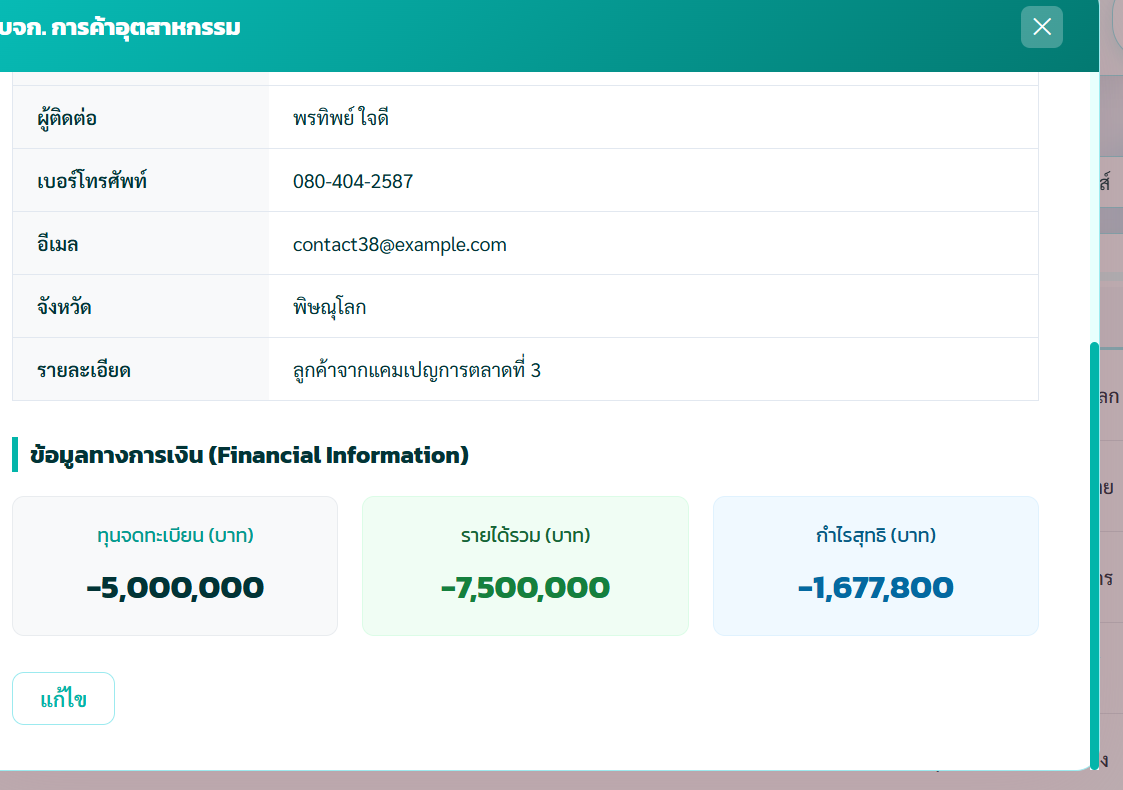 บจก. การค้าอุตสาหกรรม
ผู้ติดต่อ พรทิพย์ ใจดี
เบอร์โทรศัพท์ 080-404-2587
อีเมล contact38@example.com
จังหวัด พิษณุโลก
รายละเอียด ลูกค้าจากแคมเปญการตลาดที่ 3
ข้อมูลทางการเงิน (Financial Information)
ทุนจดทะเบียน (บาท) รายได้รวม (บาท) กำไรสุทธิ (บาท)
-5,000,000 -7,500,000 -1,677,800
แก้ไข